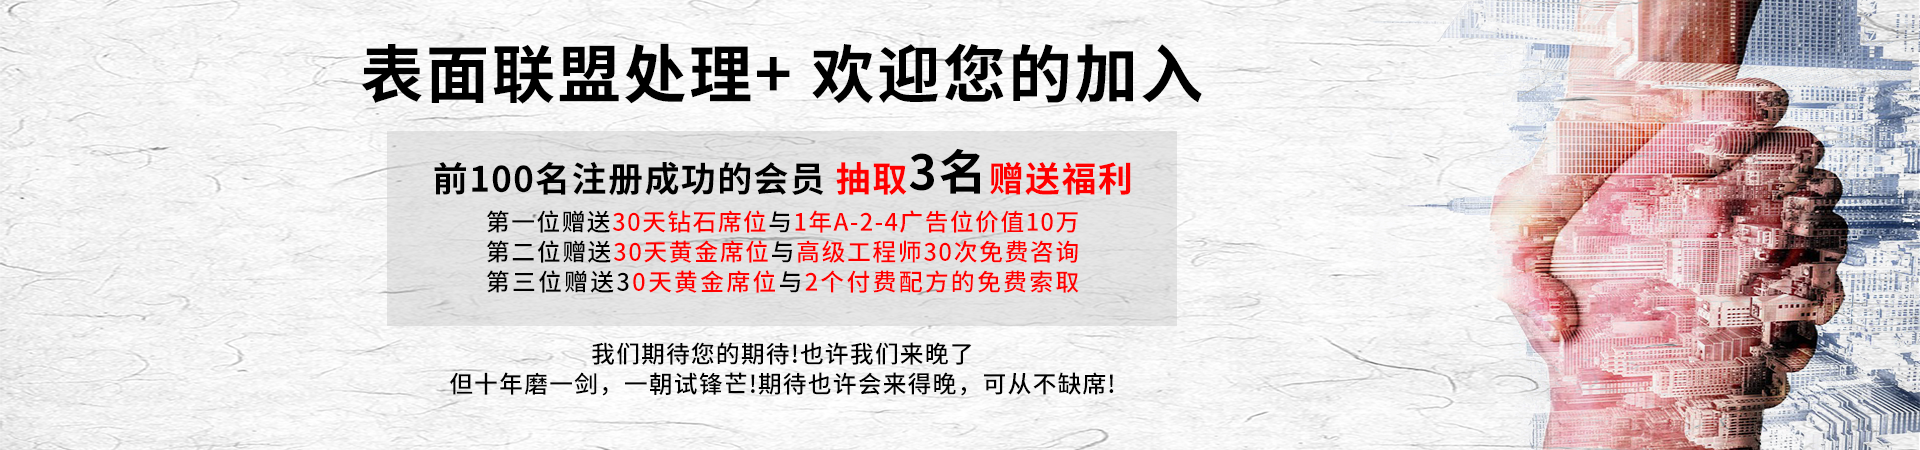 表面联盟处理+ 欢迎您的加入
前100名注册成功的会员 抽取3名赠送福利
第一位赠送30天钻石席位与1年A-2-4广告位价值10万
第二位赠送30天黄金席位与高级工程师30次免费咨询
第三位赠送30天黄金席位与2个付费配方的免费索取
我们期待您的期待!也许我们来晚了
但十年磨一剑，一朝试锋芒!期待也许会来得晚，可从不缺席!